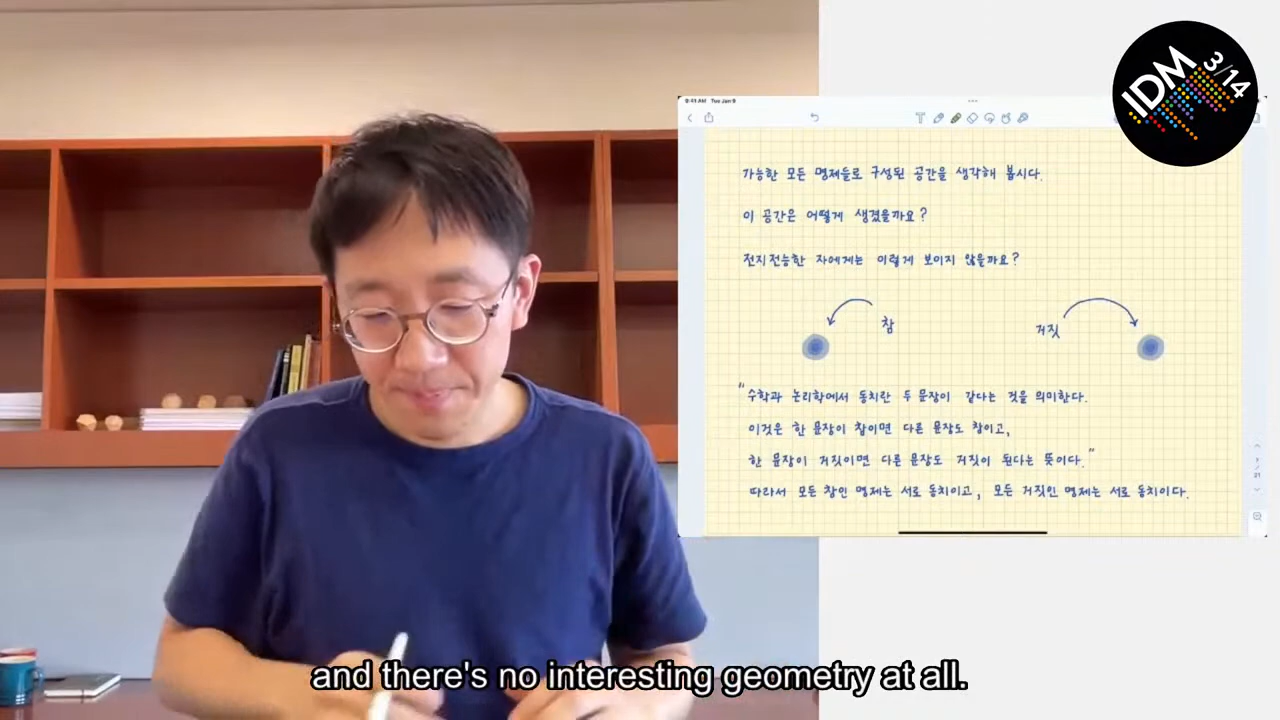 IDM 3/14
9:41 AM Tue Jan 9
가능한 모든 명제들로 구성된 공간을 생각해 봅시다.
이 공간은 어떻게 생겼을까요?
전지전능한 자에게는 이렇게 보이지 않을까요?
참
거짓
"수학과 논리학에서 동치란 두 문장이 같다는 것을 의미한다.
이것은 한 문장이 참이면 다른 문장도 참이고,
한 문장이 거짓이면 다른 문장도 거짓이 된다는 뜻이다."
따라서 모든 참인 명제는 서로 동치이고, 모든 거짓인 명제는 서로 동치이다.
and there's no interesting geometry at all.